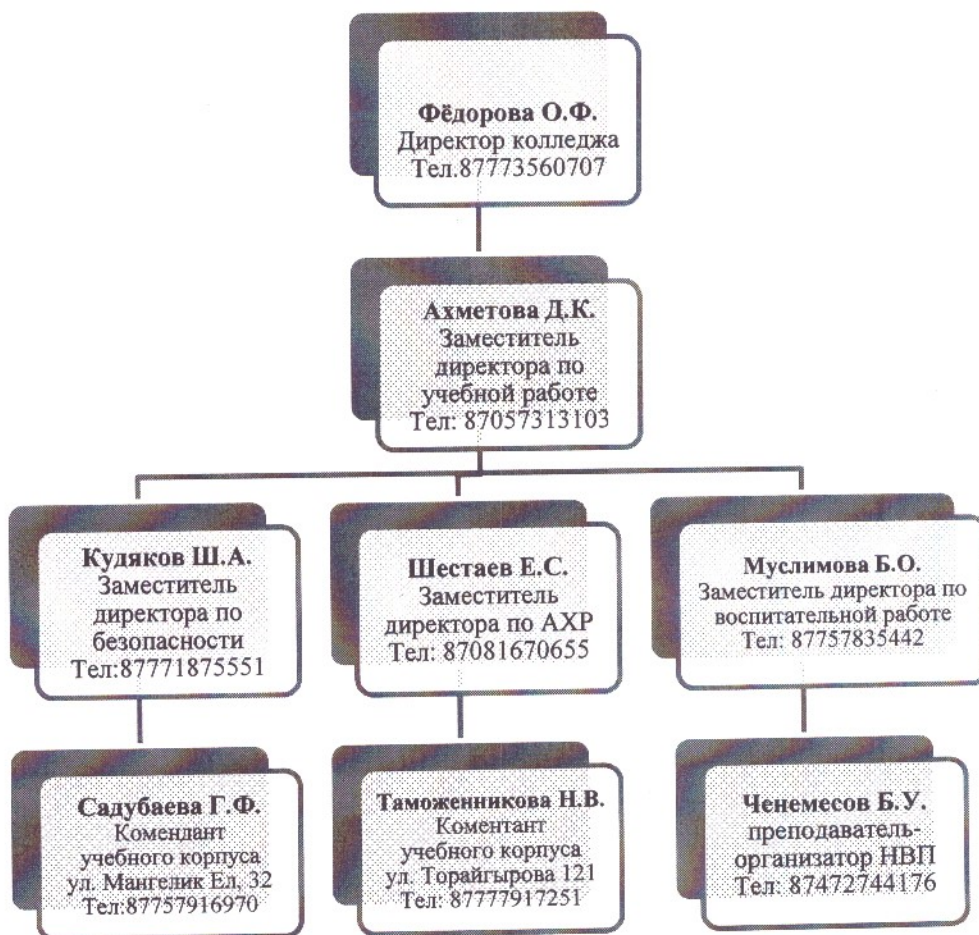 Фёдорова О.Ф.
Директор колледжа
Тел.87773560707
Ахметова Д.К.
Заместитель
директора по
учебной работе
Тел: 87057313103
Кудяков Ш.А.
Заместитель
директора по
безопасности
Тел:87771875551
Шестаев Е.С.
Заместитель
директора по АХР
Тел: 87081670655
Муслимова Б.О.
Заместитель директора по
воспитательной работе
Тел: 87757835442
Садубаева Г.Ф.
Комендант
учебного корпуса
ул. Мангелик Ел, 32
Тел:87757916970
Таможенникова Н.В.
Коментант
учебного корпуса
ул. Торайгырова 121
Тел: 87777917251
Ченемесов Б.У.
преподаватель-
организатор НВП
Тел: 87472744176